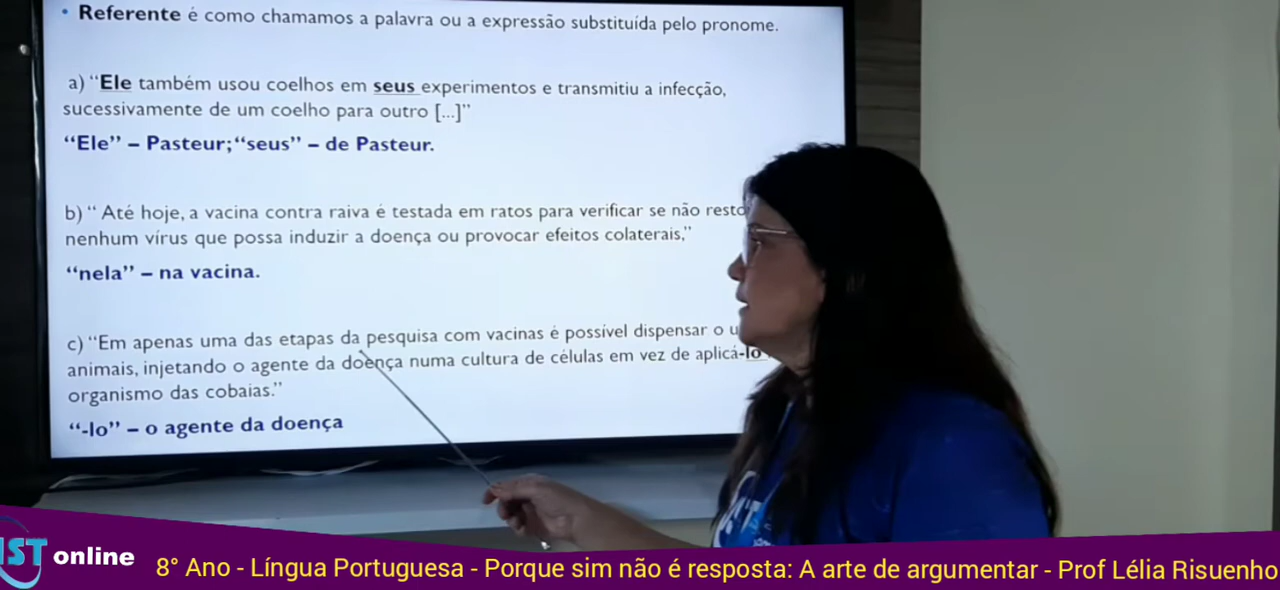 • Referente é como chamamos a palavra ou a expressão substituída pelo pronome.
a) “Ele também usou coelhos em seus experimentos e transmitiu a infecção,
sucessivamente de um coelho para outro [...]”
“Ele” – Pasteur; “seus” – de Pasteur.
b) “ Até hoje, a vacina contra raiva é testada em ratos para verificar se não
nenhum vírus que possa induzir a doença ou provocar efeitos colaterais,”
“nela” – na vacina.
c) “Em apenas uma das etapas da pesquisa com vacinas é possível dispensar o
animais, injetando o agente da doença numa cultura de células em vez de aplicá-lo
organismo das cobaias.”
“-lo” – o agente da doença
IST online
8° Ano - Língua Portuguesa - Porque sim não é resposta: A arte de argumentar - Prof Lélia Risuenho